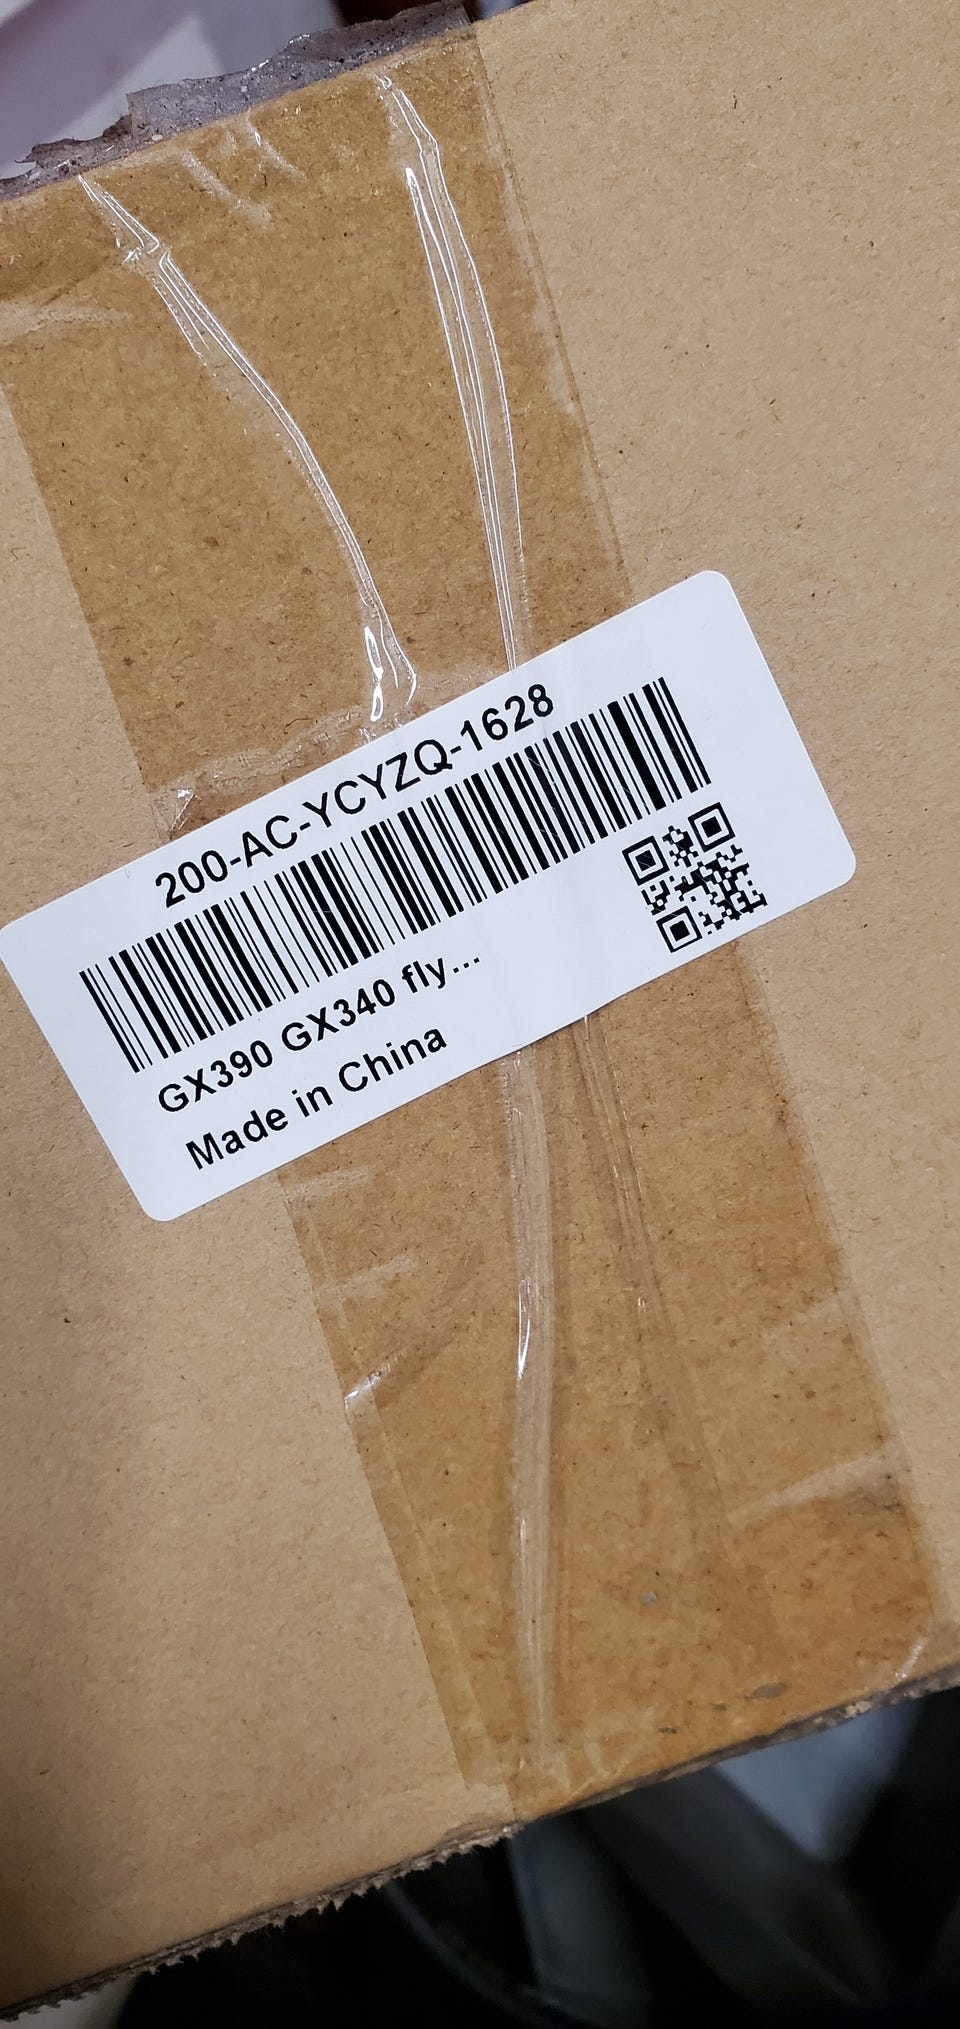 200-AC-YCYZQ-1628
GX390 GX340 fly...
Made in China